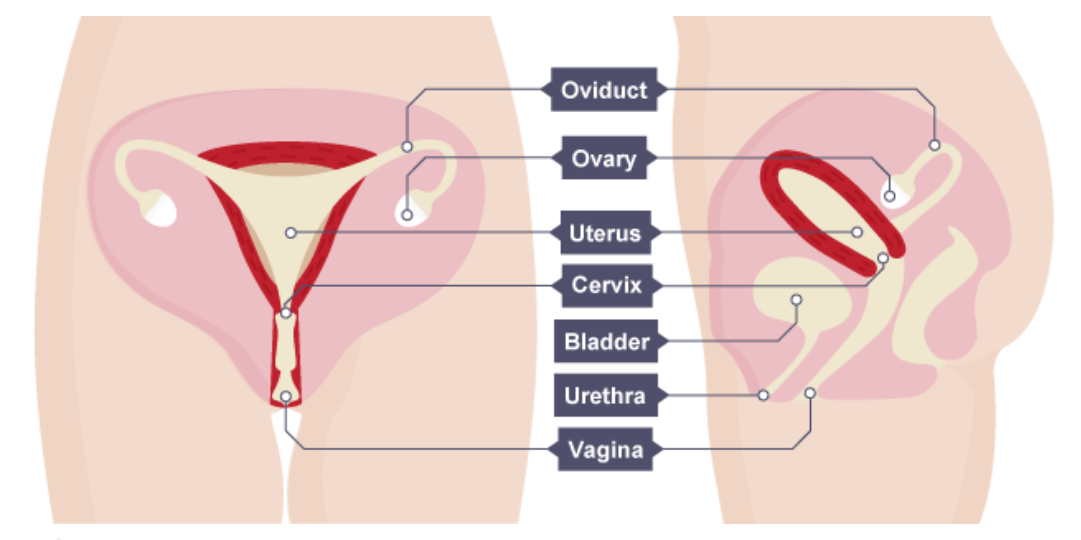 Oviduct
Ovary
Uterus
Cervix
Bladder
Urethra
Vagina